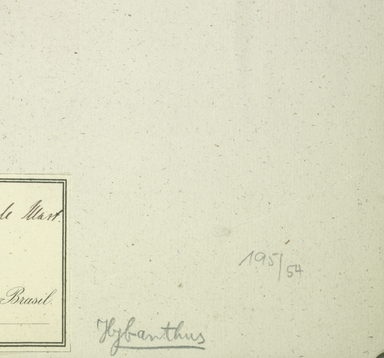 le Mart.
195/54
Brasil
Hybanthus